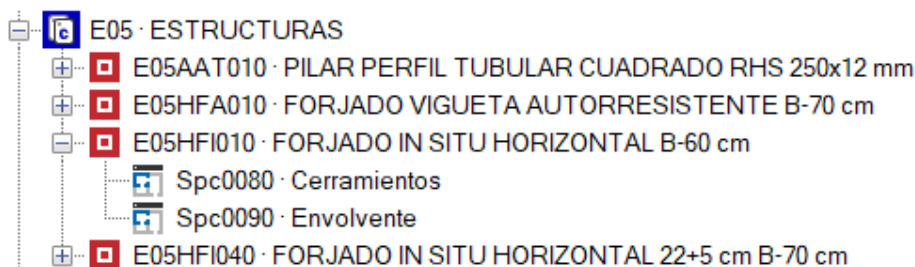 E05 · ESTRUCTURAS
E05AAT010 · PILAR PERFIL TUBULAR CUADRADO RHS 250x12 mm
E05HFA010 · FORJADO VIGUETA AUTORRESISTENTE B-70 cm
E05HFI010 · FORJADO IN SITU HORIZONTAL B-60 cm
Spc0080 · Cerramientos
Spc0090 · Envolvente
E05HFI040 · FORJADO IN SITU HORIZONTAL 22+5 cm B-70 cm